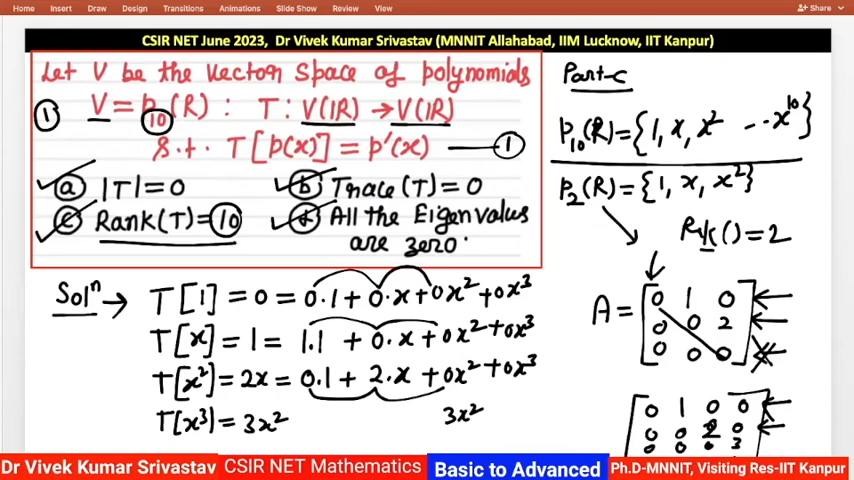 Home Insert Draw Design Transitions Animations Slide Show Review View Share
CSIR NET June 2023, Dr Vivek Kumar Srivastav (MNNIT Allahabad, IIM Lucknow, IIT Kanpur)
Let V be the vector space of polynomials
① V = P₁₀(R) : T : V(IR) → V(IR)
s.t. T[p(x)] = p'(x) — ①
ⓐ |T| = 0 ⓑ Trace(T) = 0
ⓒ Rank(T) = 10 ⓓ All the Eigenvalues
are zero.
Part-C
P₁₀(R) = {1, x, x² - - · x¹⁰}
P₂(R) = {1, x, x²}
Rnk() = 2
Solⁿ → T[1] = 0 = 0.1 + 0.x + 0x² + 0x³
T[x] = 1 = 1.1 + 0.x + 0x² + 0x³
T[x²] = 2x = 0.1 + 2.x + 0x² + 0x³
T[x³] = 3x² 3x²
A = [0 1 0
0 0 2
0 0 0]
[0 1 0 0
0 0 2 0
0 0 0 3
Dr Vivek Kumar Srivastav CSIR NET Mathematics Basic to Advanced Ph.D-MNNIT, Visiting Res-IIT Kanpur